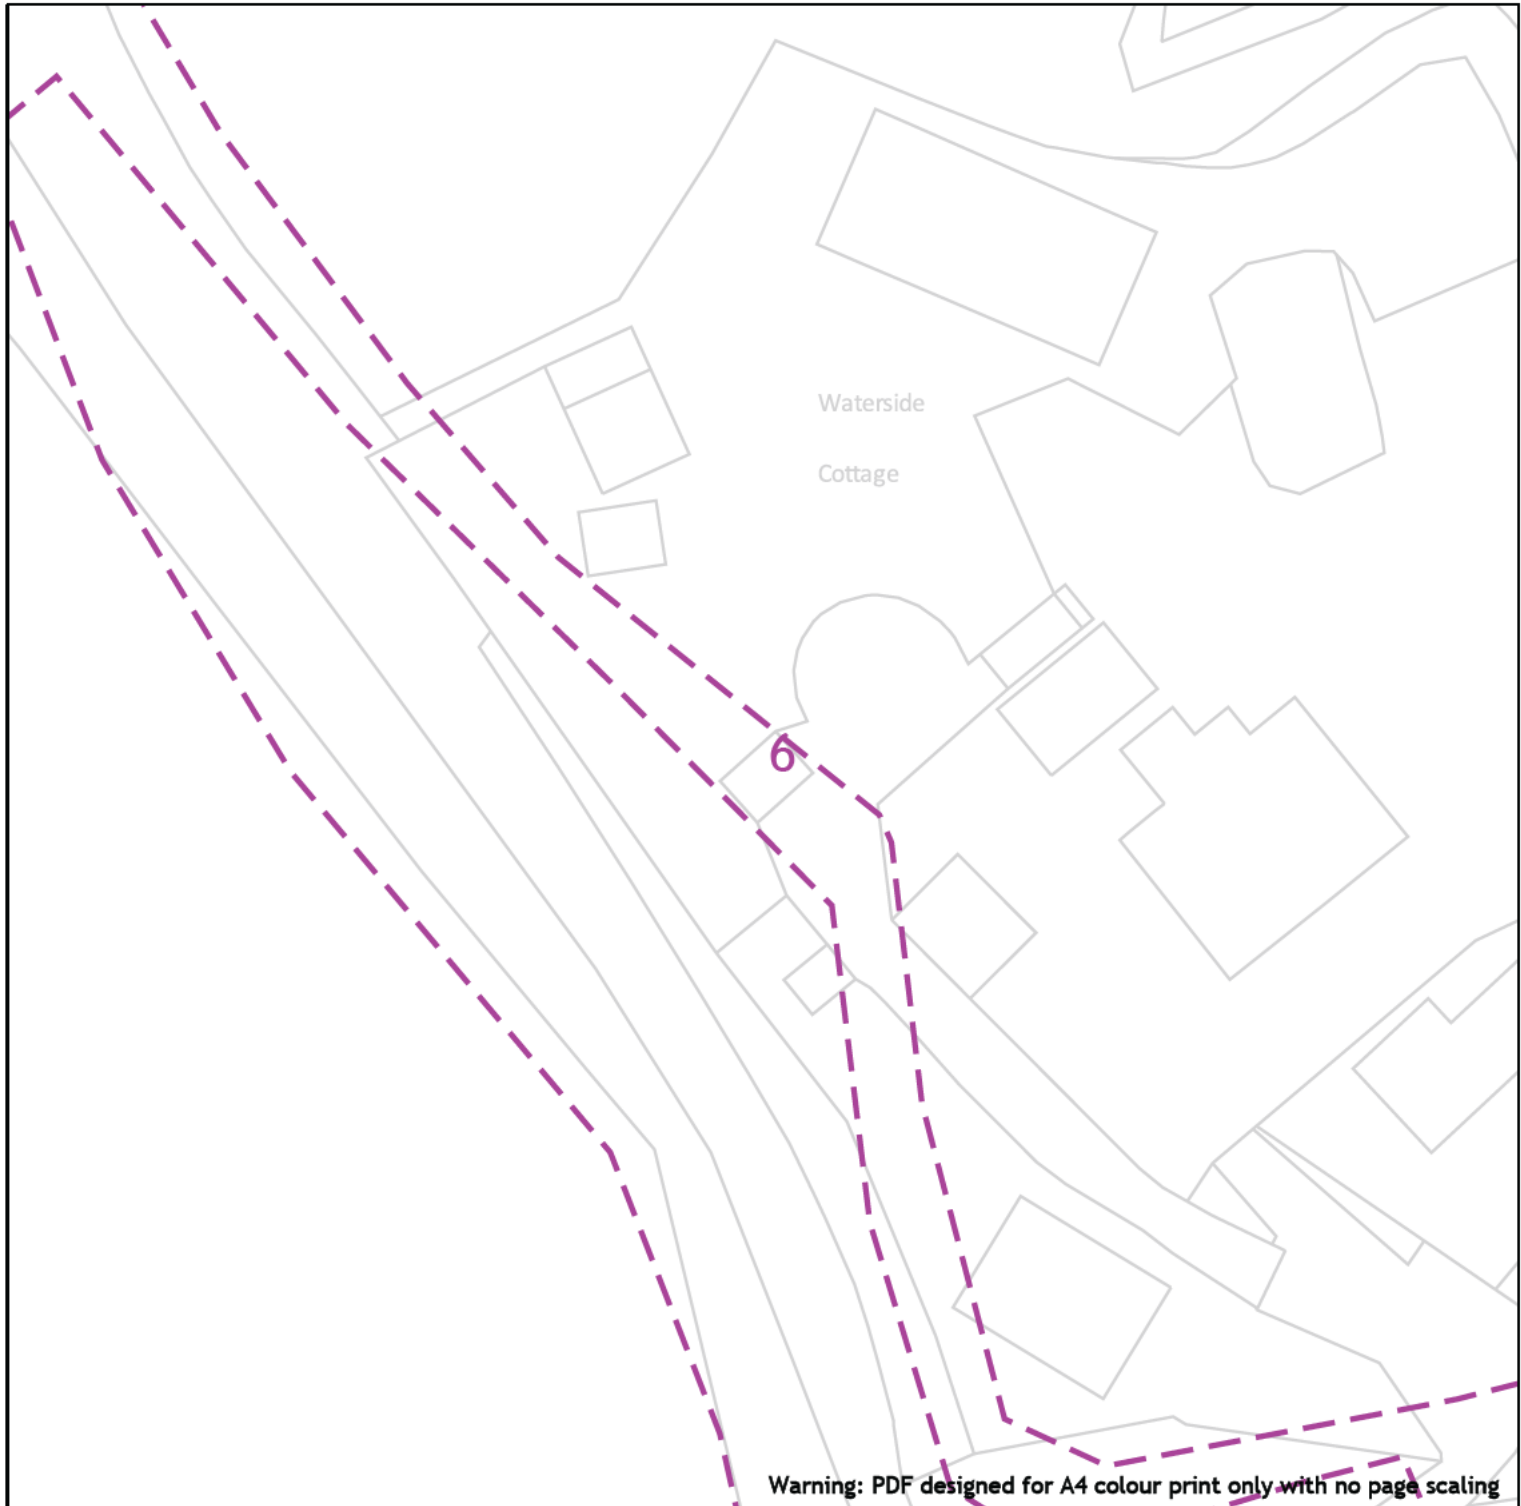 Waterside
Cottage
6
Warning: PDF designed for A4 colour print only with no page scaling